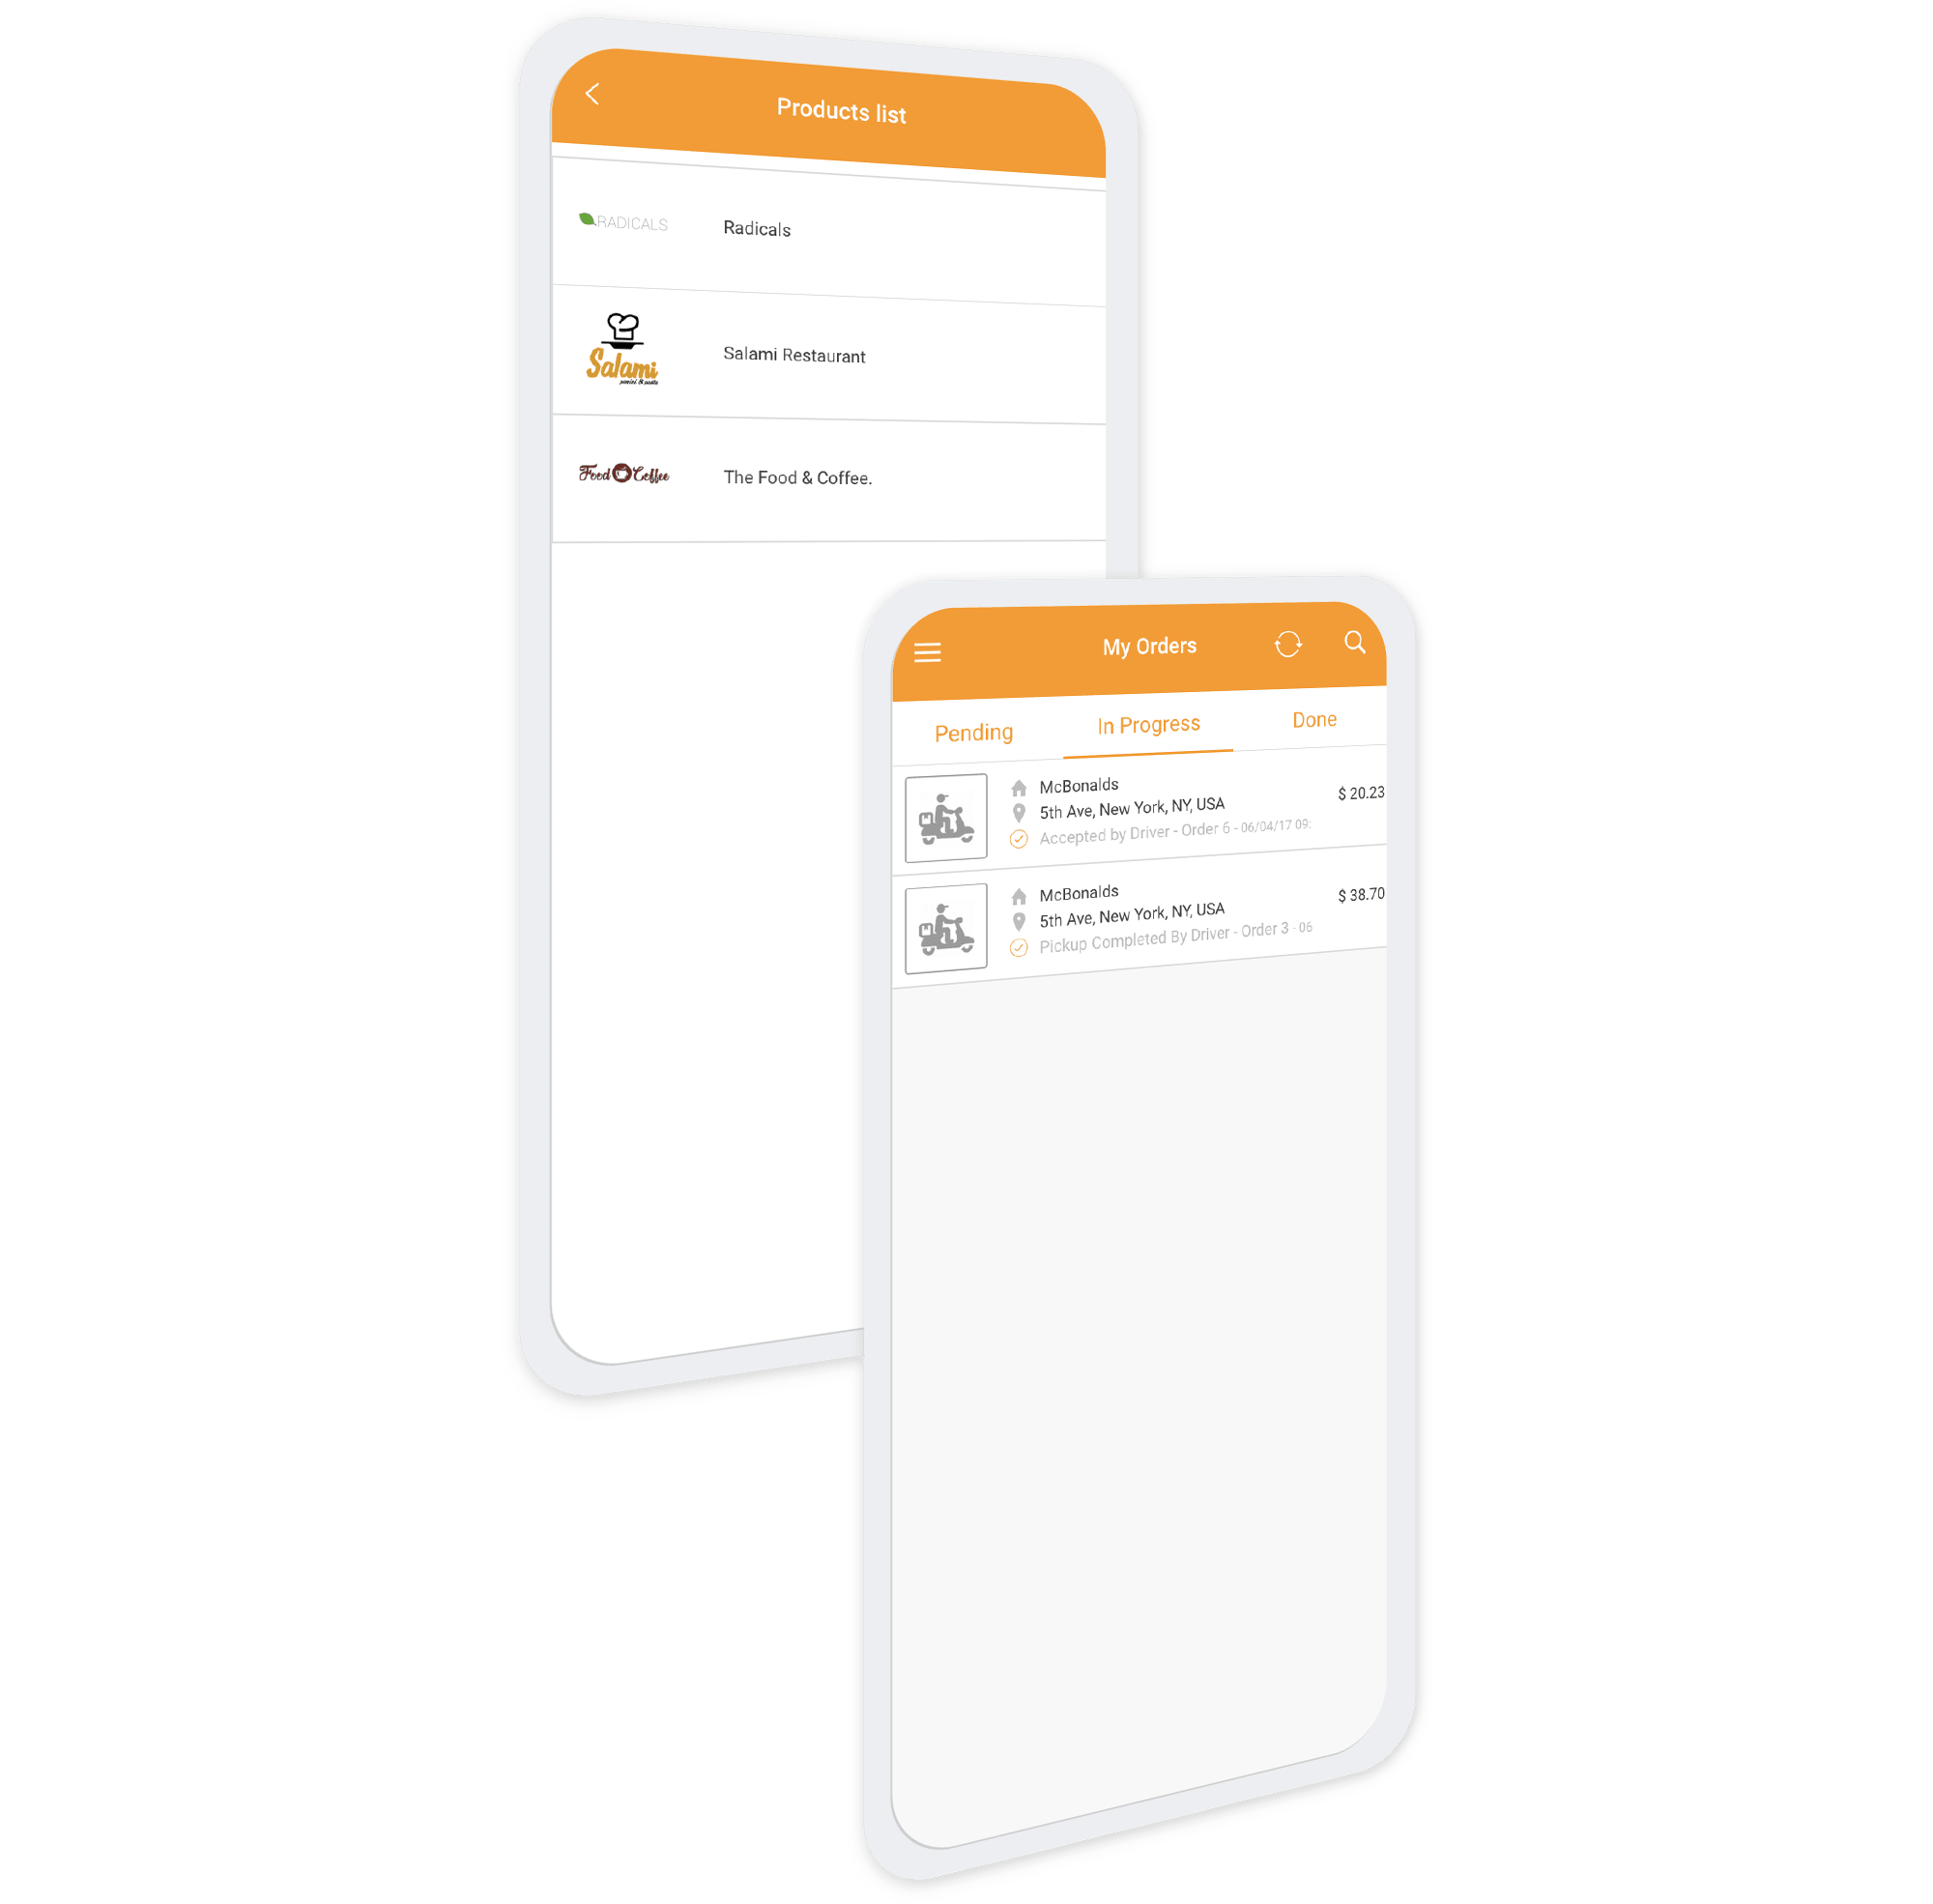 Products list
RADICALS
Radicals
Salami
Salami Restaurant
Food Coffee
The Food & Coffee.
My Orders
Pending
In Progress
Done
McBonalds
$ 20.23
5th Ave, New York, NY, USA
Accepted by Driver - Order 6 - 06/04/17 09:
McBonalds
$ 38.70
5th Ave, New York, NY, USA
Pickup Completed By Driver - Order 3 - 06